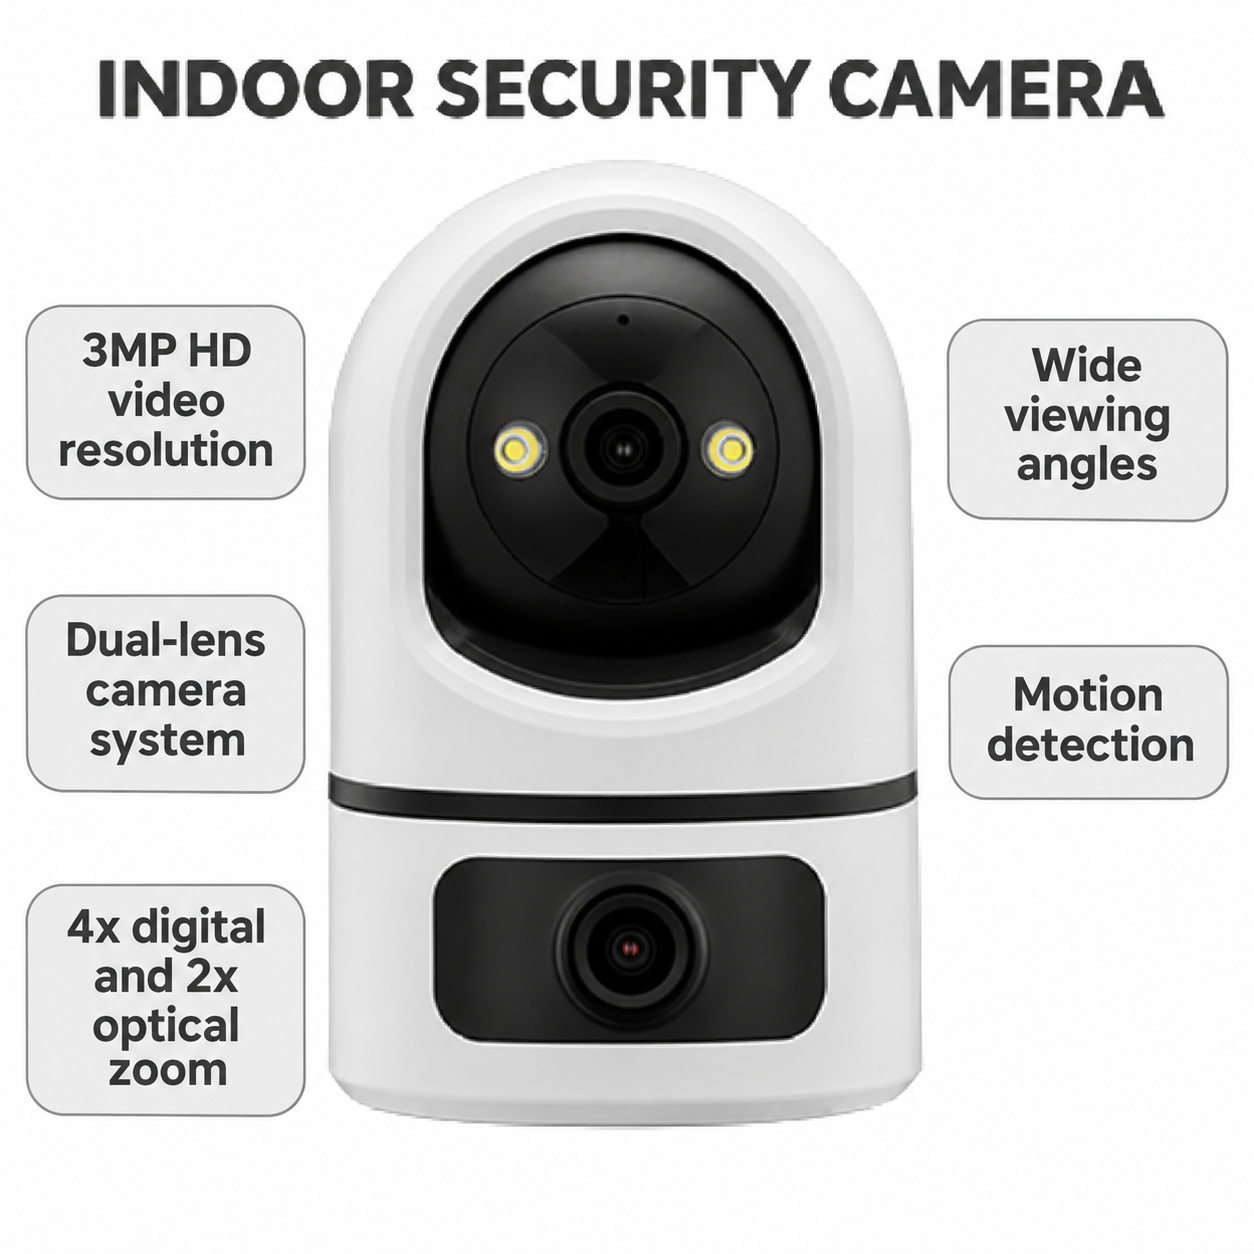 INDOOR SECURITY CAMERA
3MP HD
video
resolution
Dual-lens
camera
system
4x digital
and 2x
optical
zoom
Wide
viewing
angles
Motion
detection